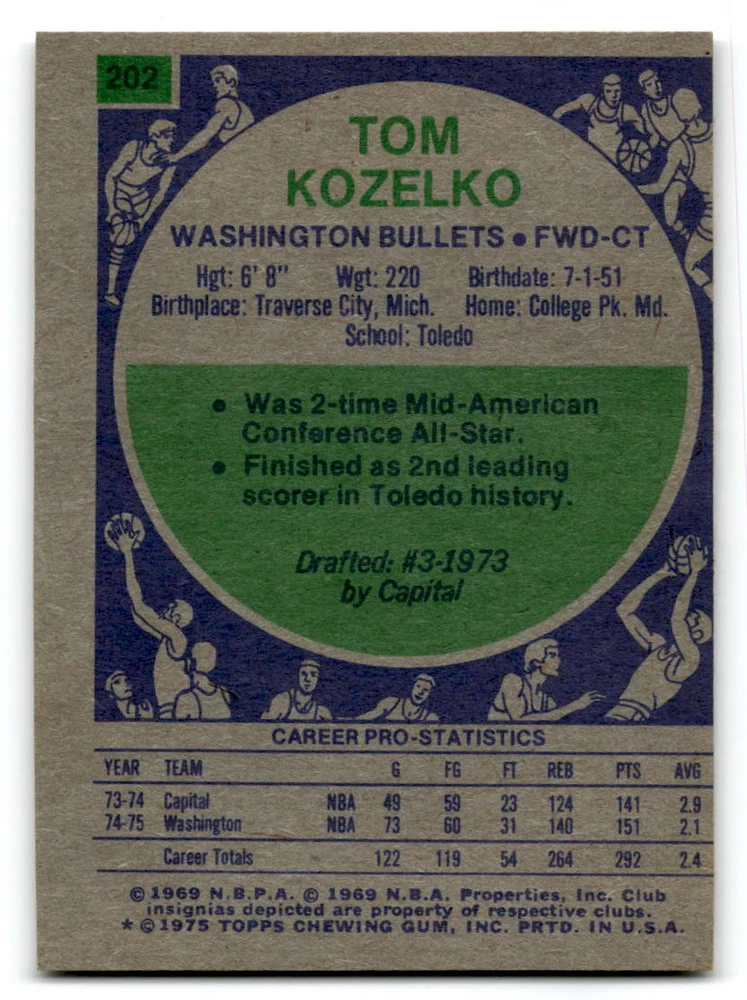 202
TOM
KOZELKO
WASHINGTON BULLETS • FWD-CT
Hgt: 6' 8" Wgt: 220 Birthdate: 7-1-51
Birthplace: Traverse City, Mich. Home: College Pk. Md.
School: Toledo
• Was 2-time Mid-American
Conference All-Star.
• Finished as 2nd leading
scorer in Toledo history.
Drafted: #3-1973
by Capital
CAREER PRO-STATISTICS
YEAR TEAM G FG FT REB PTS AVG
73-74 Capital NBA 49 59 23 124 141 2.9
74-75 Washington NBA 73 60 31 140 151 2.1
Career Totals 122 119 54 264 292 2.4
© 1969 N.B.P.A. © 1969 N.B.A. Properties, Inc. Club
insignias depicted are property of respective clubs.
* © 1975 TOPPS CHEWING GUM, INC. PRTD. IN U.S.A.